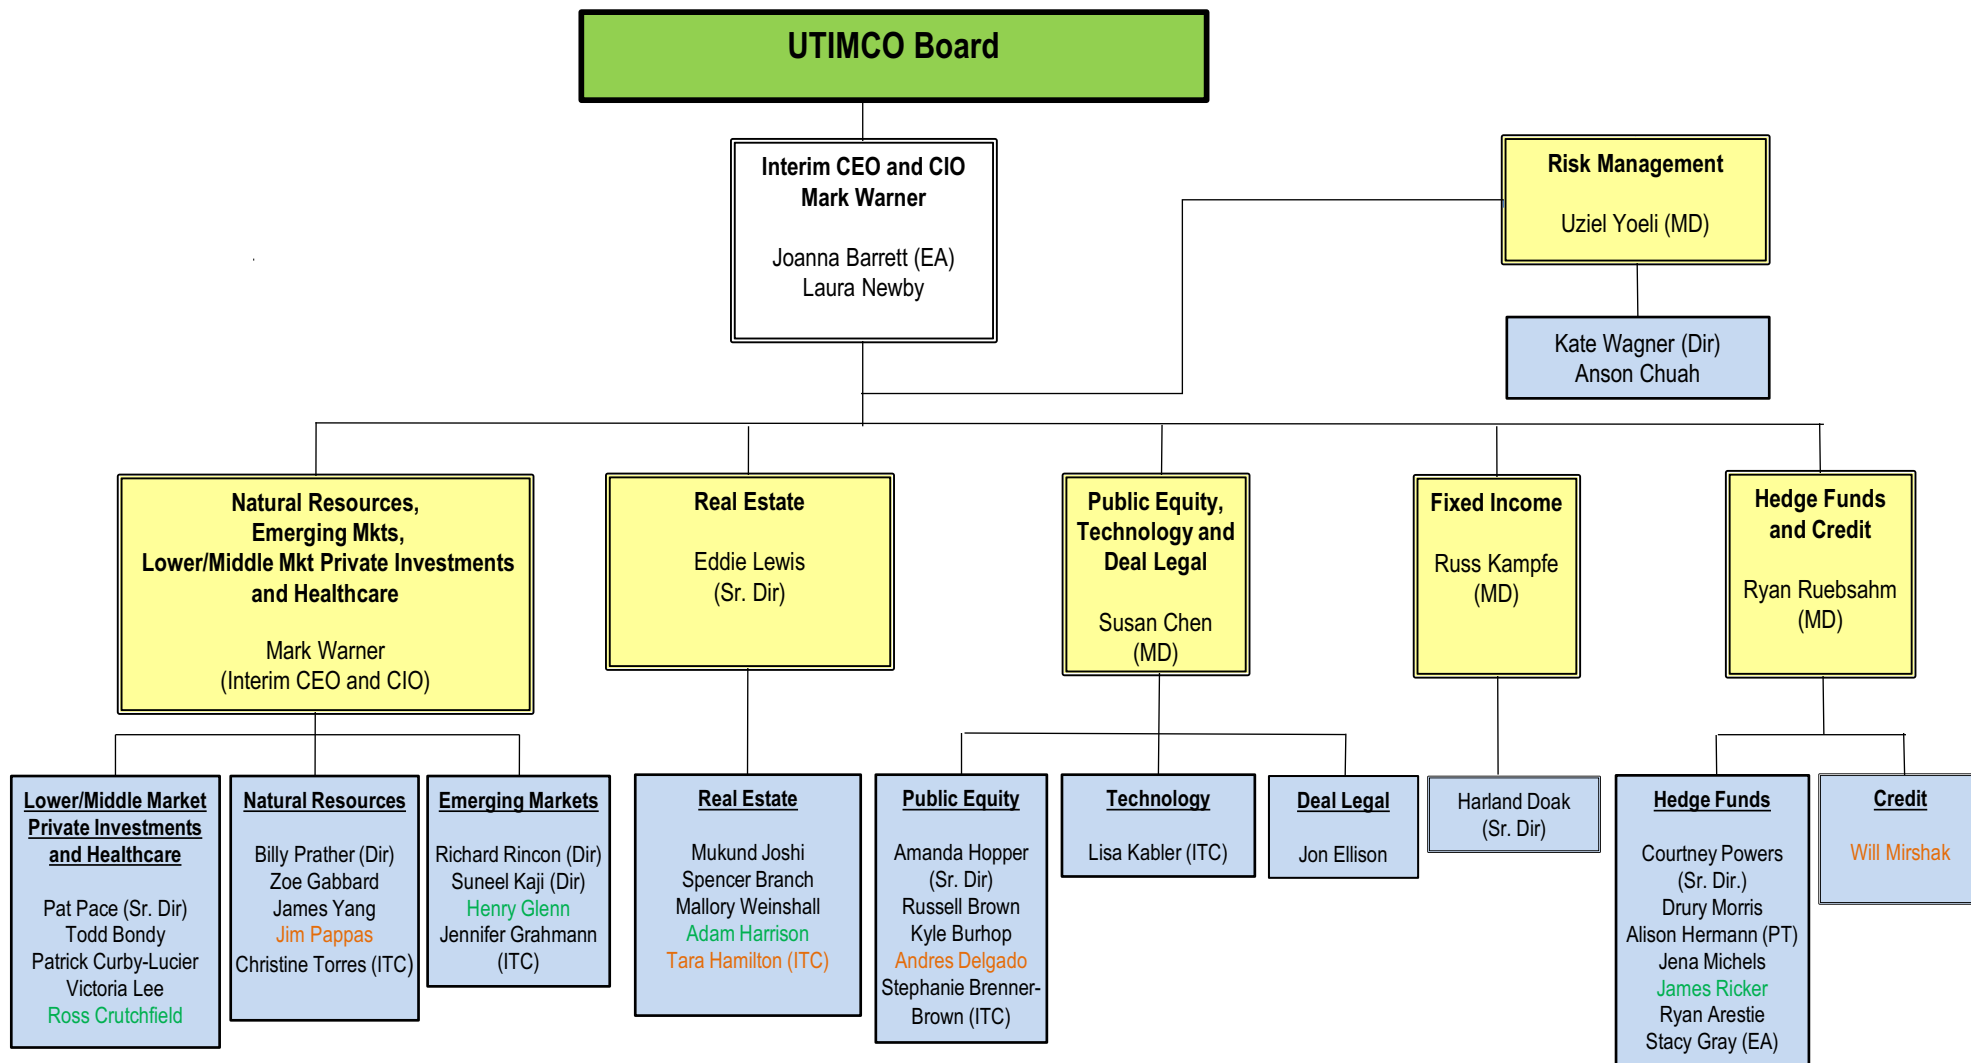 UTIMCO Board
Interim CEO and CIO
Mark Warner
Joanna Barrett (EA)
Laura Newby
Risk Management
Uziel Yoeli (MD)
Kate Wagner (Dir)
Anson Chuah
Natural Resources,
Emerging Mkts,
Lower/Middle Mkt Private Investments
and Healthcare
Mark Warner
(Interim CEO and CIO)
Real Estate
Eddie Lewis
(Sr. Dir)
Public Equity,
Technology and
Deal Legal
Susan Chen
(MD)
Fixed Income
Russ Kampfe
(MD)
Hedge Funds
and Credit
Ryan Ruebsahm
(MD)
Lower/Middle Market
Private Investments
and Healthcare
Pat Pace (Sr. Dir)
Todd Bondy
Patrick Curby-Lucier
Victoria Lee
Ross Crutchfield
Natural Resources
Billy Prather (Dir)
Zoe Gabbard
James Yang
Jim Pappas
Christine Torres (ITC)
Emerging Markets
Richard Rincon (Dir)
Suneel Kaji (Dir)
Henry Glenn
Jennifer Grahmann
(ITC)
Real Estate
Mukund Joshi
Spencer Branch
Mallory Weinshall
Adam Harrison
Tara Hamilton (ITC)
Public Equity
Amanda Hopper
(Sr. Dir)
Russell Brown
Kyle Burhop
Andres Delgado
Stephanie Brenner-
Brown (ITC)
Technology
Lisa Kabler (ITC)
Deal Legal
Jon Ellison
Harland Doak
(Sr. Dir)
Hedge Funds
Courtney Powers
(Sr. Dir.)
Drury Morris
Alison Hermann (PT)
Jena Michels
James Ricker
Ryan Arestie
Stacy Gray (EA)
Credit
Will Mirshak